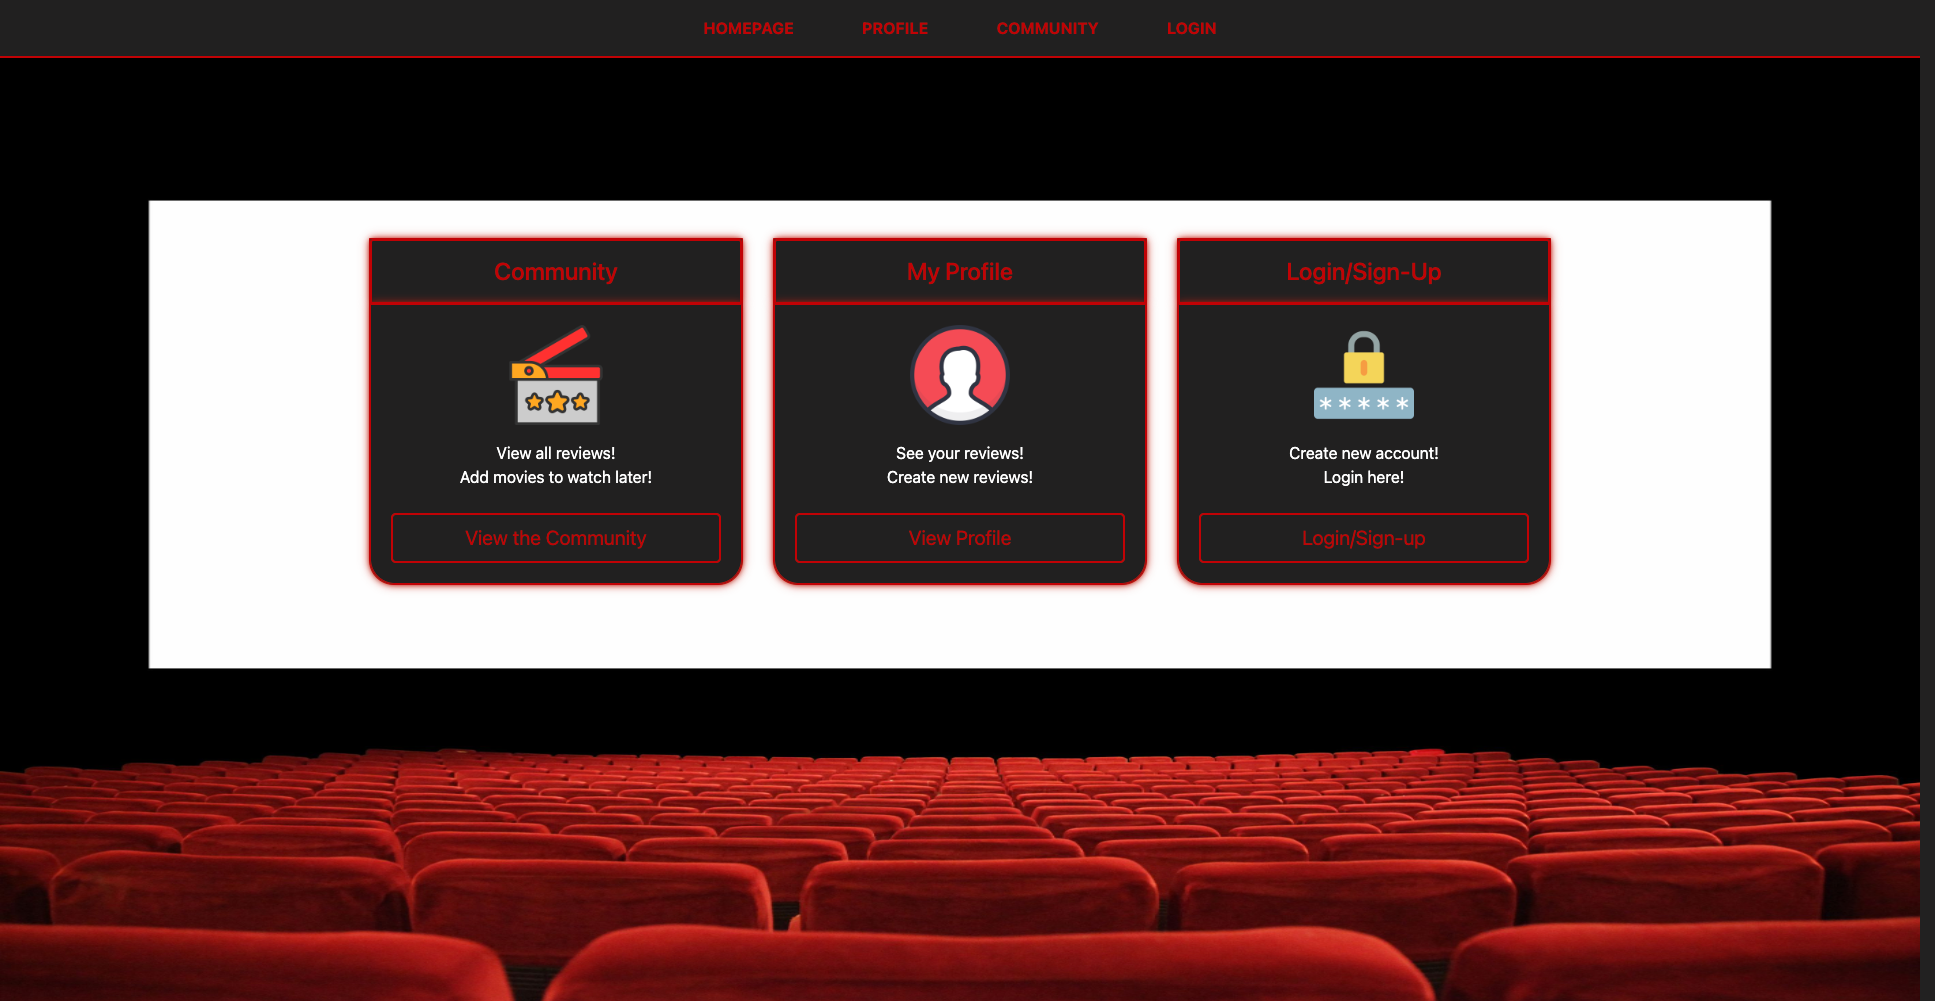 HOMEPAGE PROFILE COMMUNITY LOGIN
Community
View all reviews!
Add movies to watch later!
View the Community
My Profile
See your reviews!
Create new reviews!
View Profile
Login/Sign-Up
*****
Create new account!
Login here!
Login/Sign-up